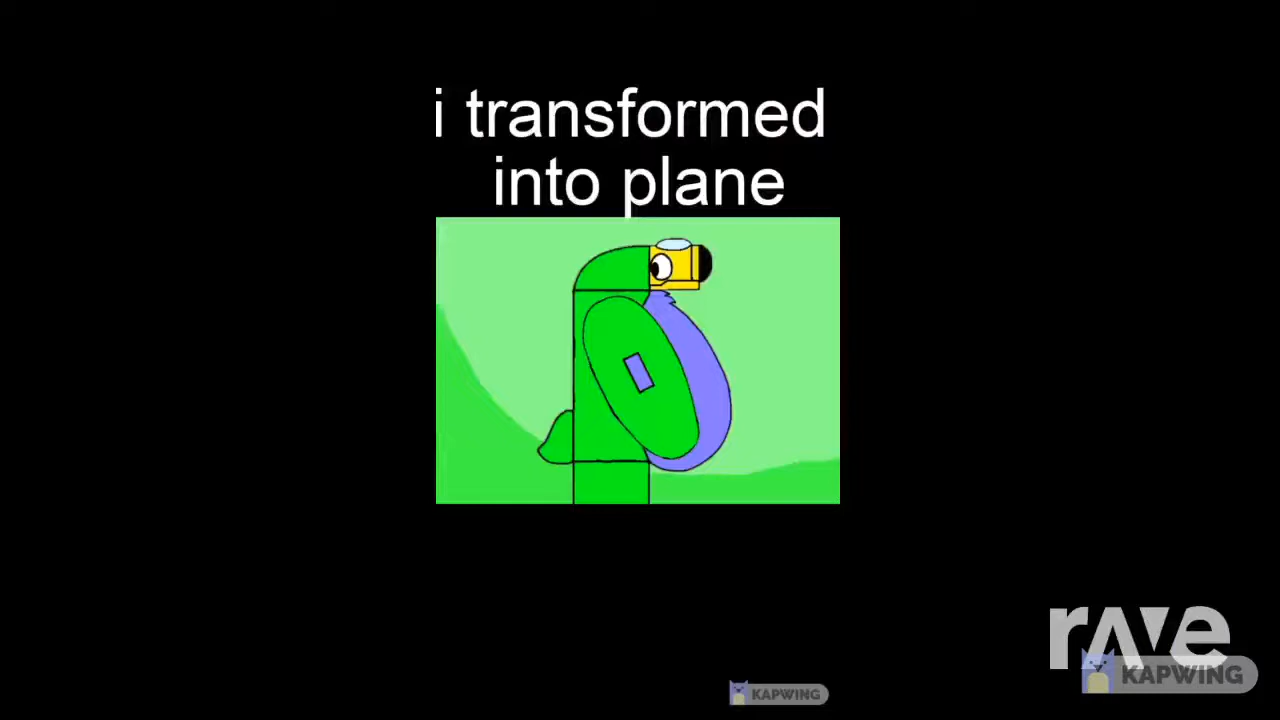 i transformed
into plane
rave
KAPWING
KAPWING